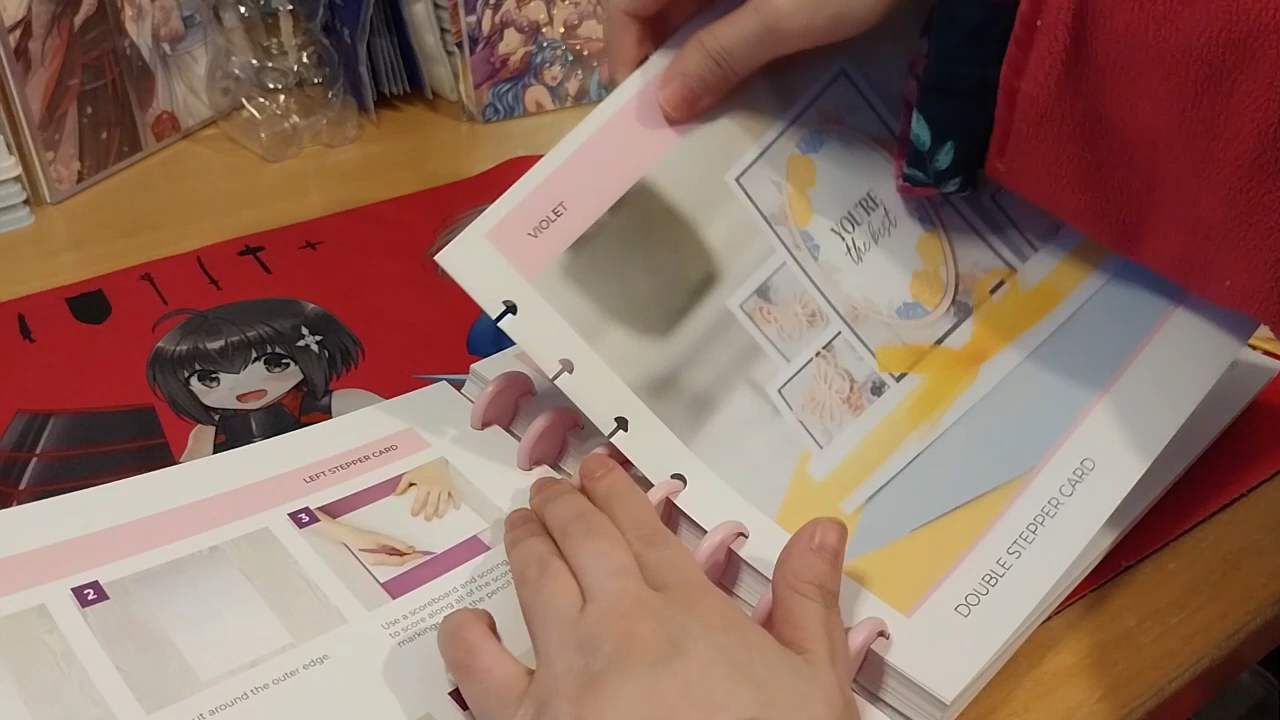 VIOLET
YOU'RE
the best
DOUBLE STEPPER CARD
LEFT STEPPER CARD
2
3
Use a scoreboard and scoring
to score along all of the
markings
the pencil
around the outer edge.